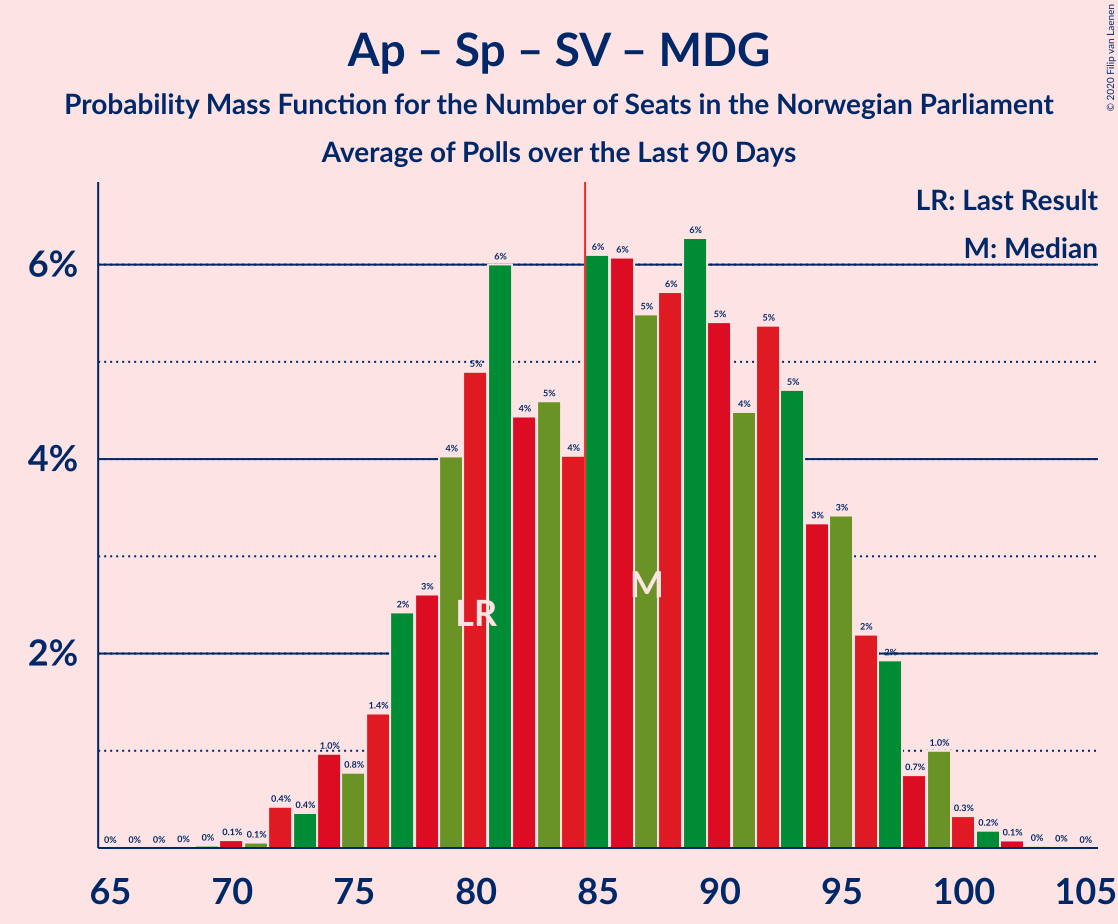 Ap – Sp – SV – MDG
Probability Mass Function for the Number of Seats in the Norwegian Parliament
Average of Polls over the Last 90 Days
© 2020 Filip van Laenen
LR: Last Result
M: Median
6%
4%
2%
0% 0% 0% 0% 0% 0.1% 0.1% 0.4% 0.4% 1.0% 0.8% 1.4% 2% 3% 4% 5% 6% 4% 5% 4% 6% 6% 5% 6% 6% 5% 4% 5% 5% 3% 3% 2% 2% 0.7% 1.0% 0.3% 0.2% 0.1% 0% 0% 0%
LR
M
65 70 75 80 85 90 95 100 105